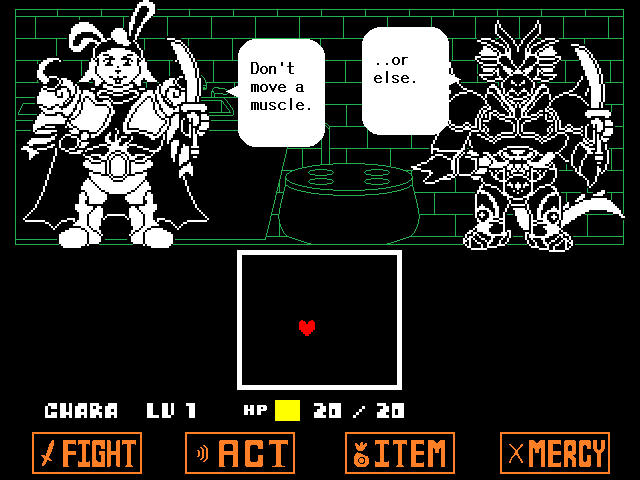 Don't
move a
muscle.
..or
else.
CHARA LV 1 HP 20 / 20
FIGHT ACT ITEM MERCY